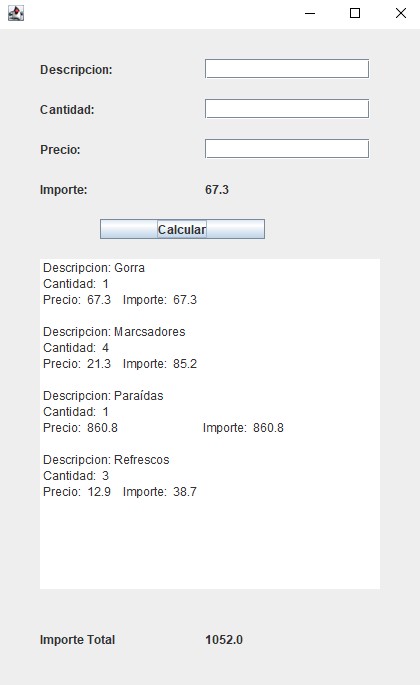 Descripcion:
Cantidad:
Precio:
Importe: 67.3
Calcular
Descripcion: Gorra
Cantidad: 1
Precio: 67.3 Importe: 67.3
Descripcion: Marcsadores
Cantidad: 4
Precio: 21.3 Importe: 85.2
Descripcion: Paraídas
Cantidad: 1
Precio: 860.8 Importe: 860.8
Descripcion: Refrescos
Cantidad: 3
Precio: 12.9 Importe: 38.7
Importe Total 1052.0